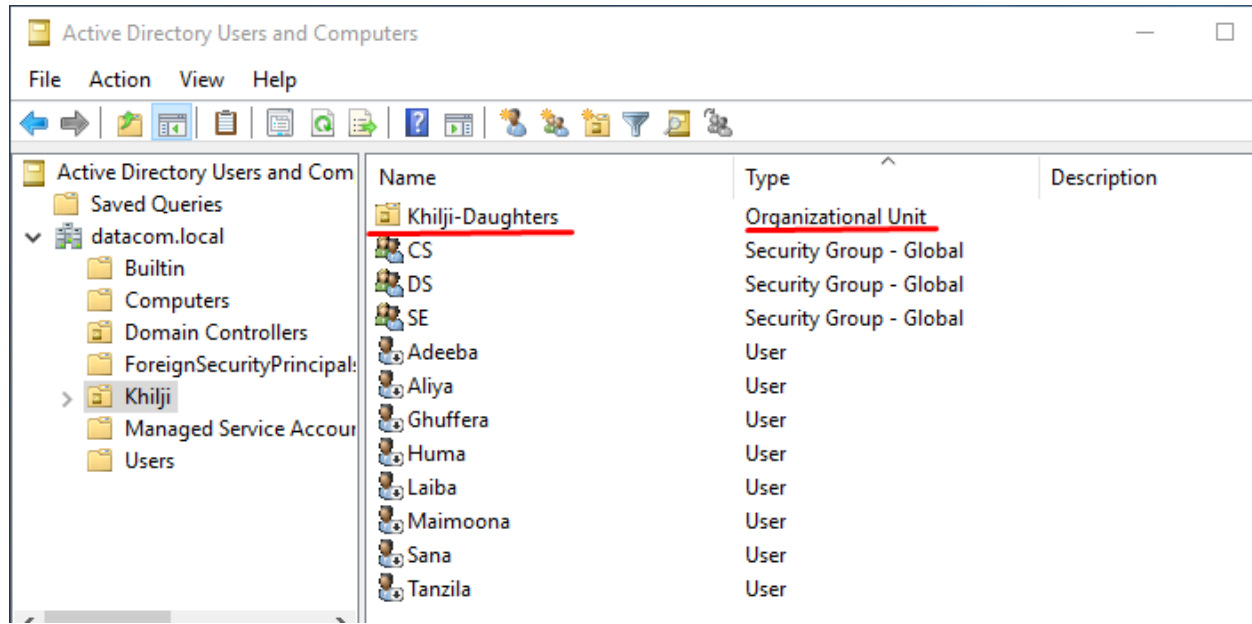 Active Directory Users and Computers
File Action View Help
Active Directory Users and Com
Saved Queries
datacom.local
Builtin
Computers
Domain Controllers
ForeignSecurityPrincipals
Khilji
Managed Service Accour
Users
Name Type Description
Khilji-Daughters Organizational Unit
CS Security Group - Global
DS Security Group - Global
SE Security Group - Global
Adeeba User
Aliya User
Ghuffera User
Huma User
Laiba User
Maimoona User
Sana User
Tanzila User